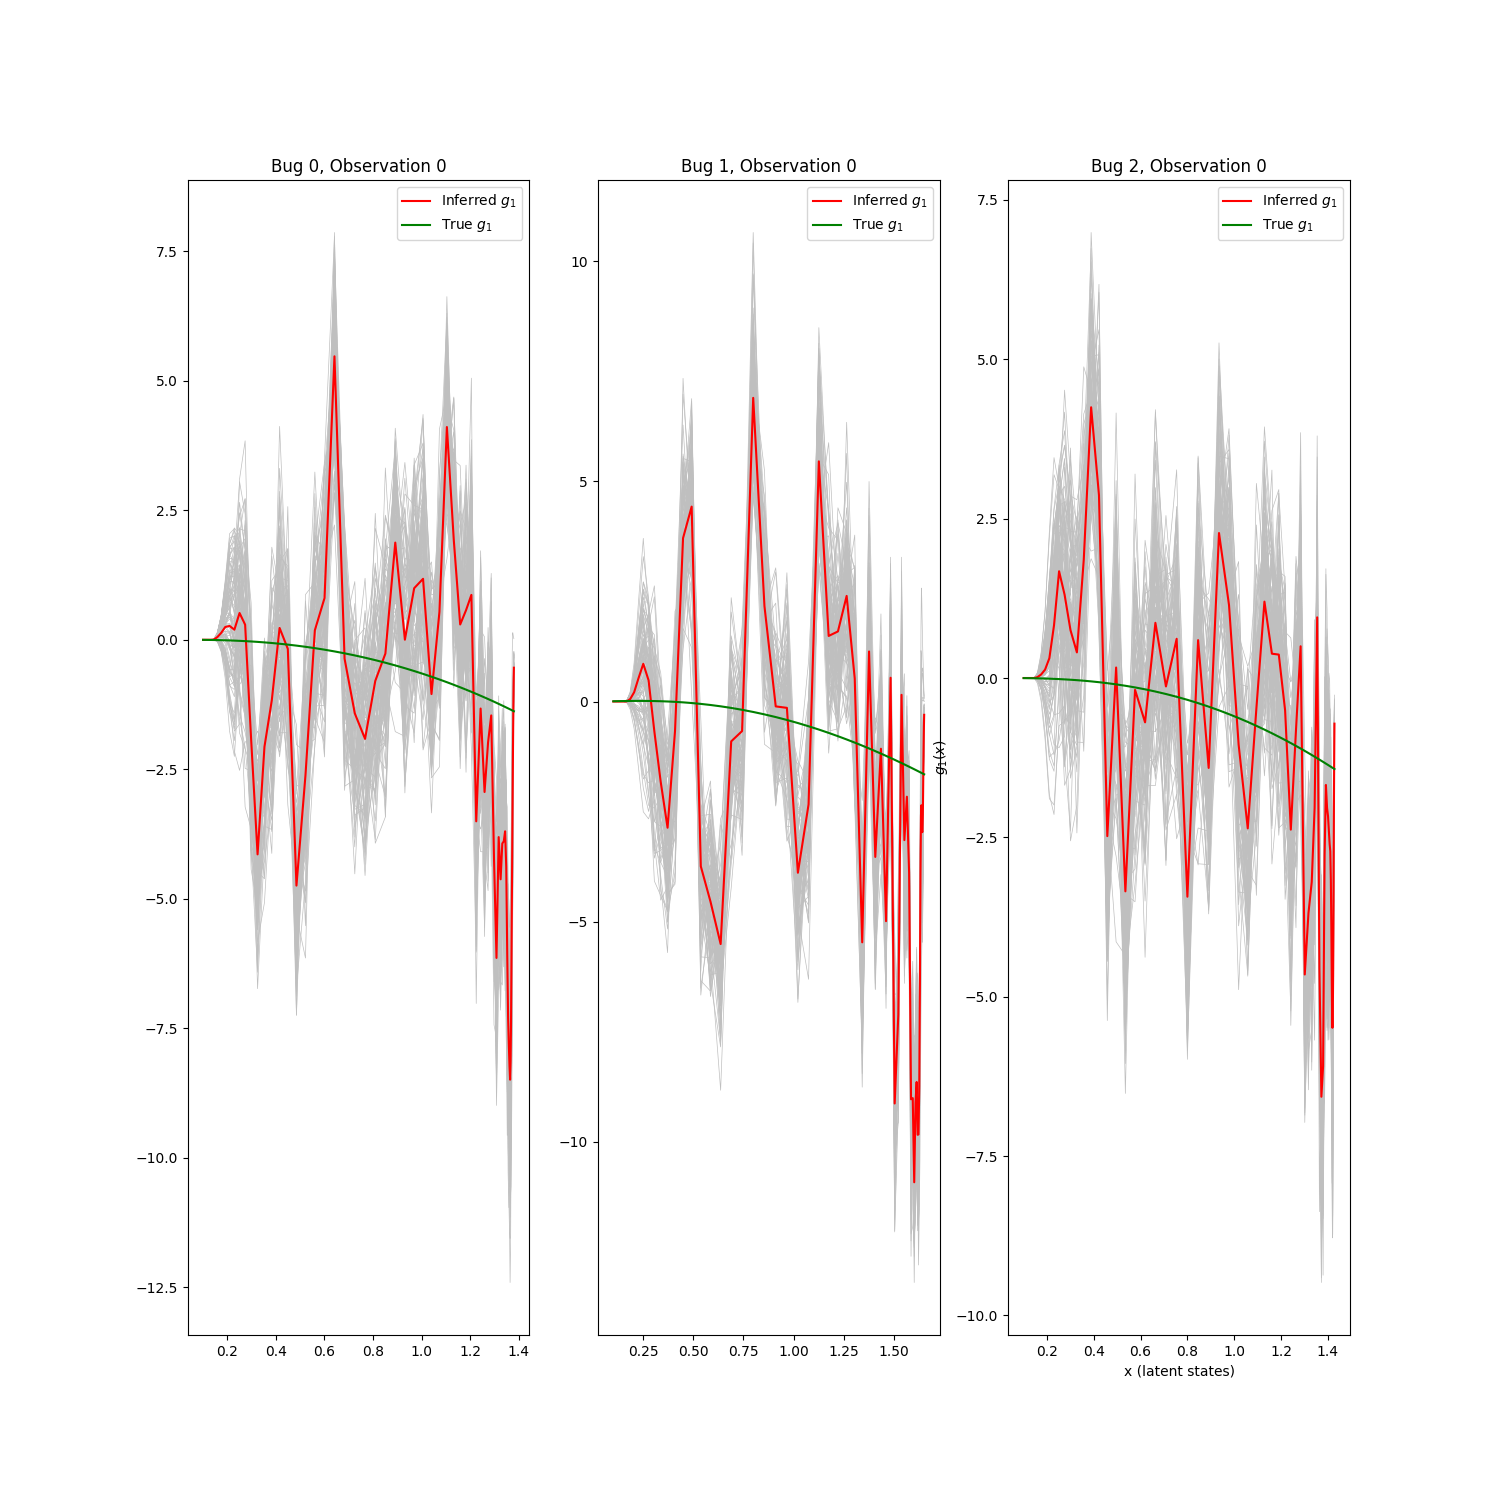 Bug 0, Observation 0
Inferred g₁
True g₁
7.5
5.0
2.5
0.0
−2.5
−5.0
−7.5
−10.0
−12.5
0.2 0.4 0.6 0.8 1.0 1.2 1.4
Bug 1, Observation 0
Inferred g₁
True g₁
10
5
0
−5
−10
0.25 0.50 0.75 1.00 1.25 1.50
Bug 2, Observation 0
Inferred g₁
True g₁
g₁(x)
7.5
5.0
2.5
0.0
−2.5
−5.0
−7.5
−10.0
0.2 0.4 0.6 0.8 1.0 1.2 1.4
x (latent states)